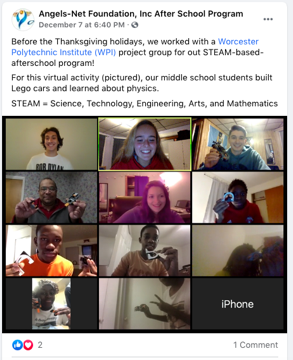 Angels-Net Foundation, Inc After School Program
December 7 at 6:40 PM ·
Before the Thanksgiving holidays, we worked with a Worcester
Polytechnic Institute (WPI) project group for out STEAM-based-
afterschool program!
For this virtual activity (pictured), our middle school students built
Lego cars and learned about physics.
STEAM = Science, Technology, Engineering, Arts, and Mathematics
BOB DYLAN
iPhone
2
1 Comment